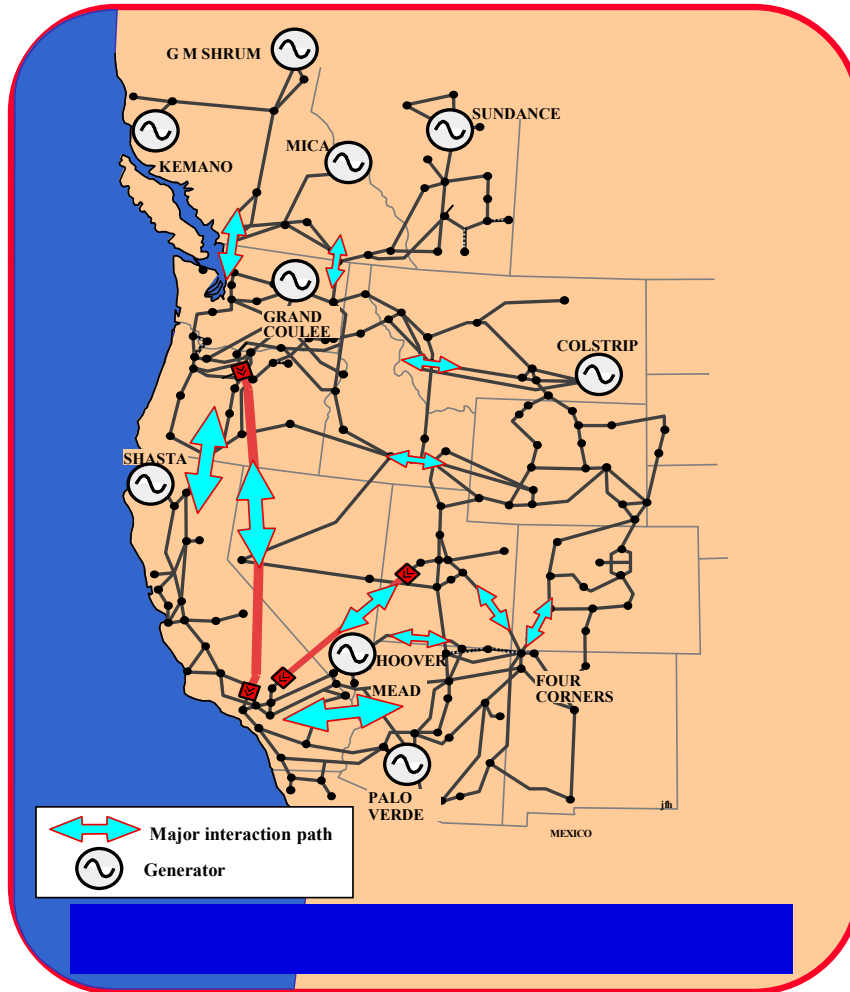 G M SHRUM
SUNDANCE
MICA
KEMANO
GRAND
COULEE
COLSTRIP
SHASTA
HOOVER
MEAD
FOUR
CORNERS
PALO
VERDE
jfh
MEXICO
Major interaction path
Generator